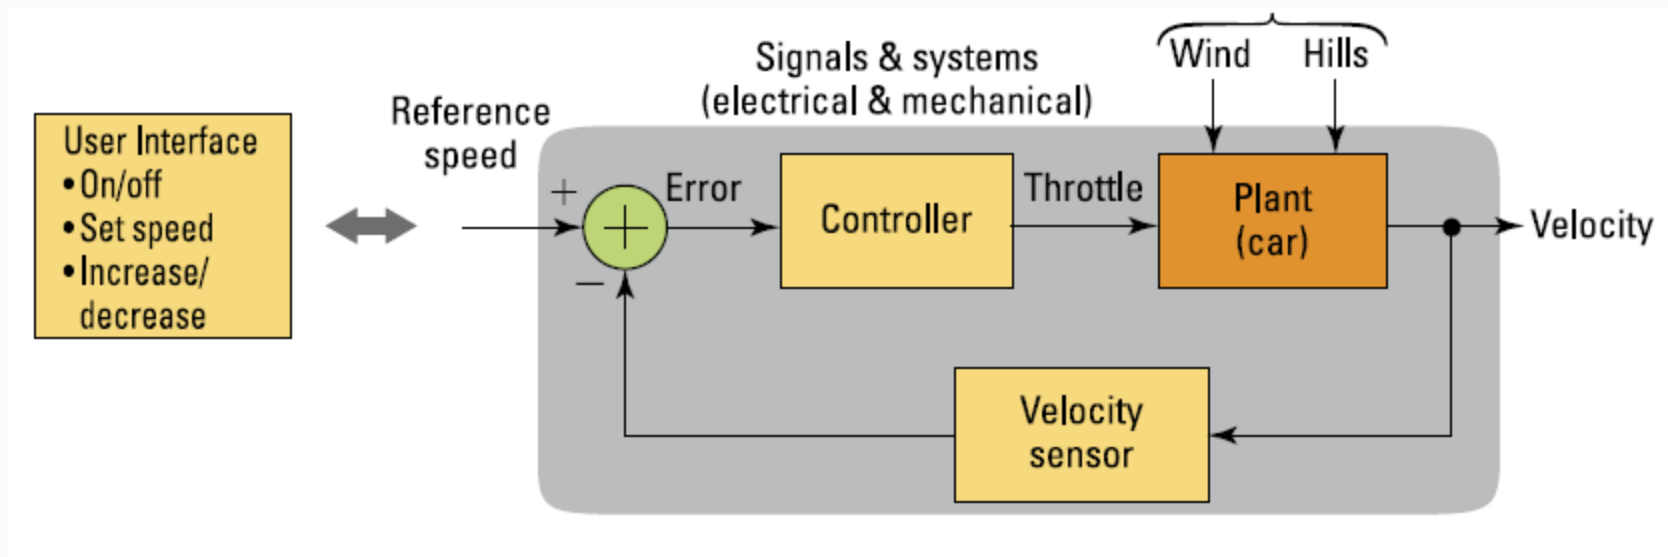 User Interface
•On/off
•Set speed
•Increase/
decrease
Reference
speed
Signals & systems
(electrical & mechanical)
Wind
Hills
+
+
−
Error
Controller
Throttle
Plant
(car)
Velocity
Velocity
sensor